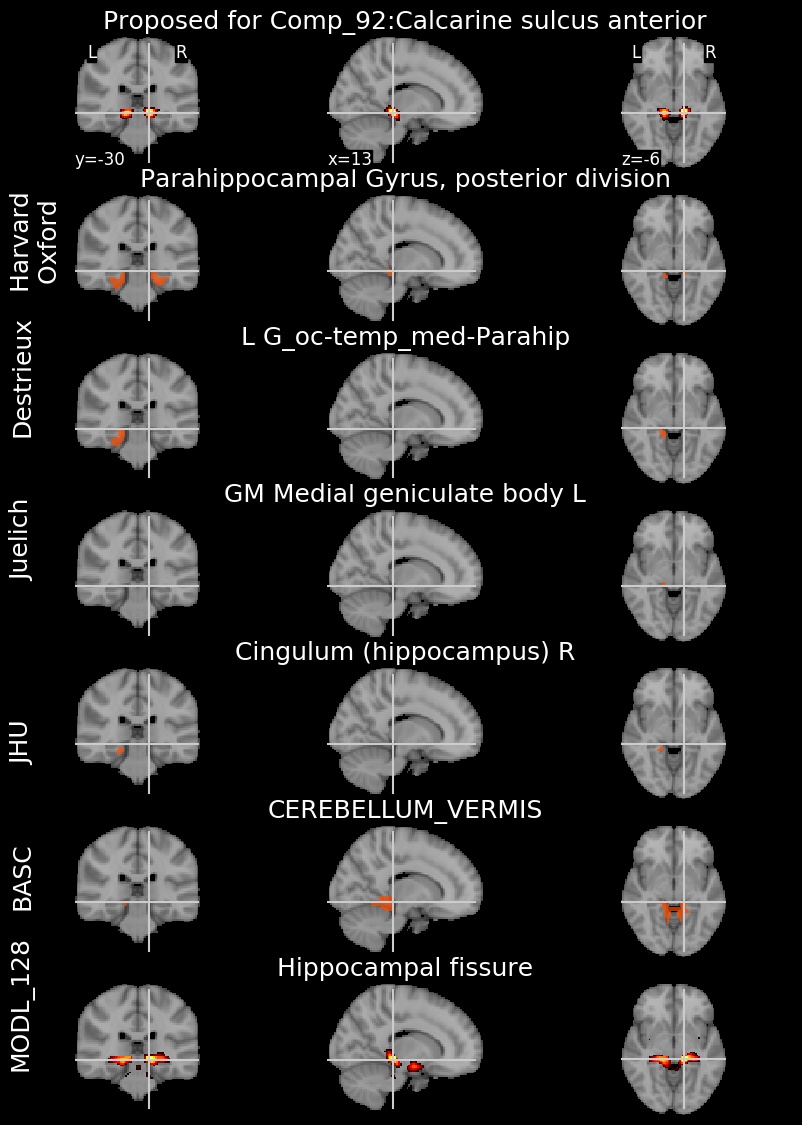 Proposed for Comp_92:Calcarine sulcus anterior
L R
L R
y=-30
x=13
z=-6
Parahippocampal Gyrus, posterior division
Harvard
Oxford
L G_oc-temp_med-Parahip
Destrieux
GM Medial geniculate body L
Juelich
Cingulum (hippocampus) R
JHU
CEREBELLUM_VERMIS
BASC
Hippocampal fissure
MODL_128